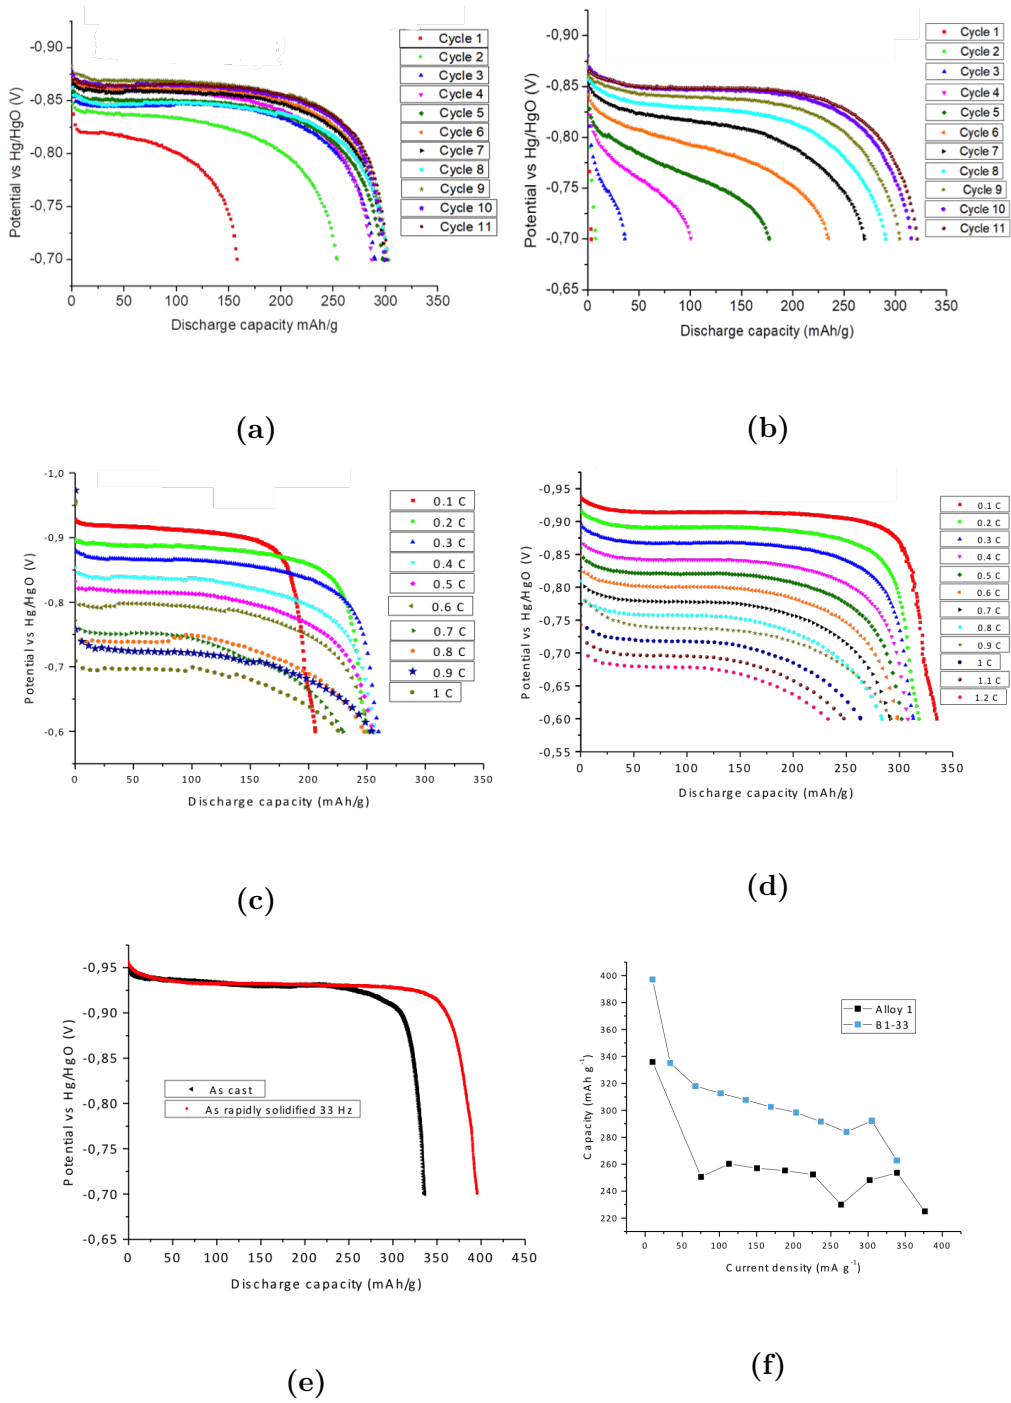 -0,90
-0,85
-0,80
-0,75
-0,70
Potential vs Hg/HgO (V)
0 50 100 150 200 250 300 350
Discharge capacity mAh/g
Cycle 1
Cycle 2
Cycle 3
Cycle 4
Cycle 5
Cycle 6
Cycle 7
Cycle 8
Cycle 9
Cycle 10
Cycle 11
(a)
-0,90
-0,85
-0,80
-0,75
-0,70
-0,65
Potential vs Hg/HgO (V)
0 50 100 150 200 250 300 350
Discharge capacity (mAh/g)
Cycle 1
Cycle 2
Cycle 3
Cycle 4
Cycle 5
Cycle 6
Cycle 7
Cycle 8
Cycle 9
Cycle 10
Cycle 11
(b)
-1,0
-0,9
-0,8
-0,7
-0,6
Potential vs Hg/HgO (V)
0 50 100 150 200 250 300 350
Discharge capacity (mAh/g)
0.1 C
0.2 C
0.3 C
0.4 C
0.5 C
0.6 C
0.7 C
0.8 C
0.9 C
1 C
(c)
-0,95
-0,90
-0,85
-0,80
-0,75
-0,70
-0,65
-0,60
-0,55
Potential vs Hg/HgO (V)
0 50 100 150 200 250 300 350
Discharge capacity (mAh/g)
0.1 C
0.2 C
0.3 C
0.4 C
0.5 C
0.6 C
0.7 C
0.8 C
0.9 C
1 C
1.1 C
1.2 C
(d)
-0,95
-0,90
-0,85
-0,80
-0,75
-0,70
-0,65
Potential vs Hg/HgO (V)
0 50 100 150 200 250 300 350 400 450
Discharge capacity (mAh/g)
As cast
As rapidly solidified 33 Hz
(e)
400
380
360
340
320
300
280
260
240
220
Capacity (mAh g⁻¹)
0 50 100 150 200 250 300 350 400
Current density (mA g⁻¹)
Alloy 1
B1-33
(f)